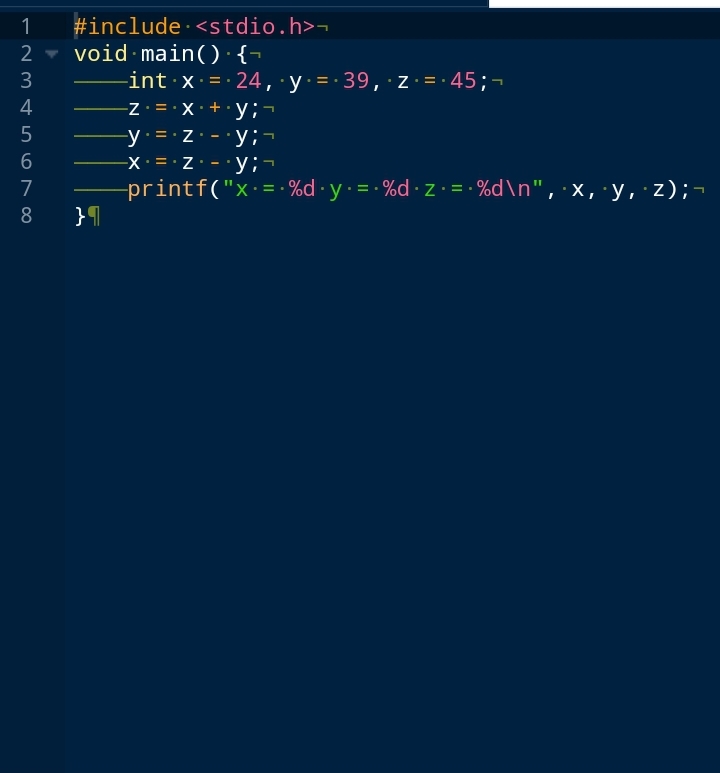 1 #include <stdio.h>
2 void main() {
3 int x = 24, y = 39, z = 45;
4 z = x + y;
5 y = z - y;
6 x = z - y;
7 printf("x = %d y = %d z = %d\n", x, y, z);
8 }